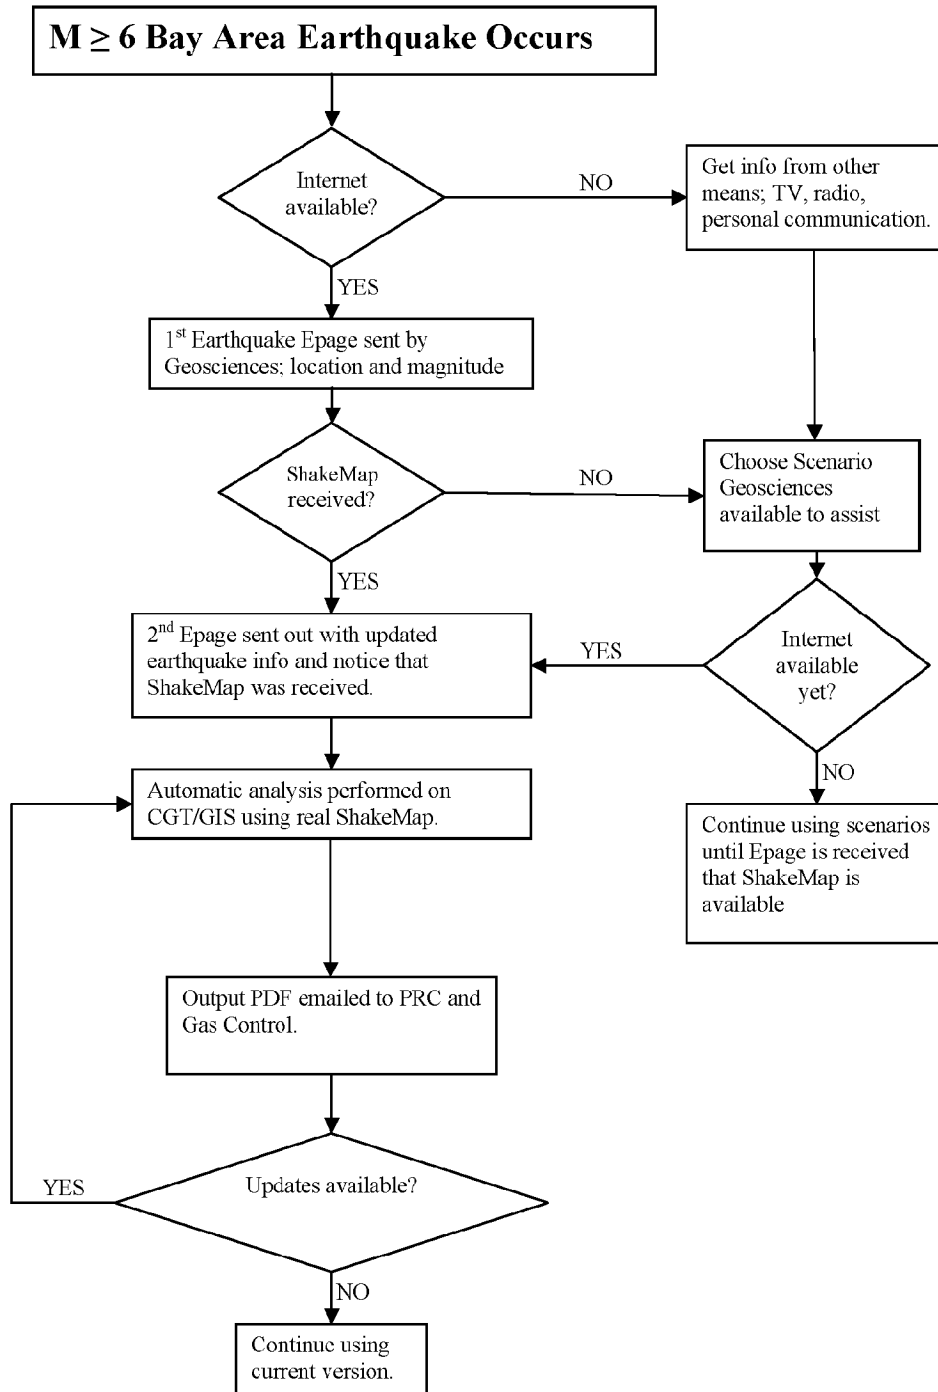 M ≥ 6 Bay Area Earthquake Occurs
Internet
available?
NO
Get info from other
means; TV, radio,
personal communication.
YES
1st Earthquake Epage sent by
Geosciences; location and magnitude
ShakeMap
received?
NO
Choose Scenario
Geosciences
available to assist
YES
2nd Epage sent out with updated
earthquake info and notice that
ShakeMap was received.
YES
Internet
available
yet?
NO
Automatic analysis performed on
CGT/GIS using real ShakeMap.
Continue using scenarios
until Epage is received
that ShakeMap is
available
Output PDF emailed to PRC and
Gas Control.
Updates available?
YES
NO
Continue using
current version.